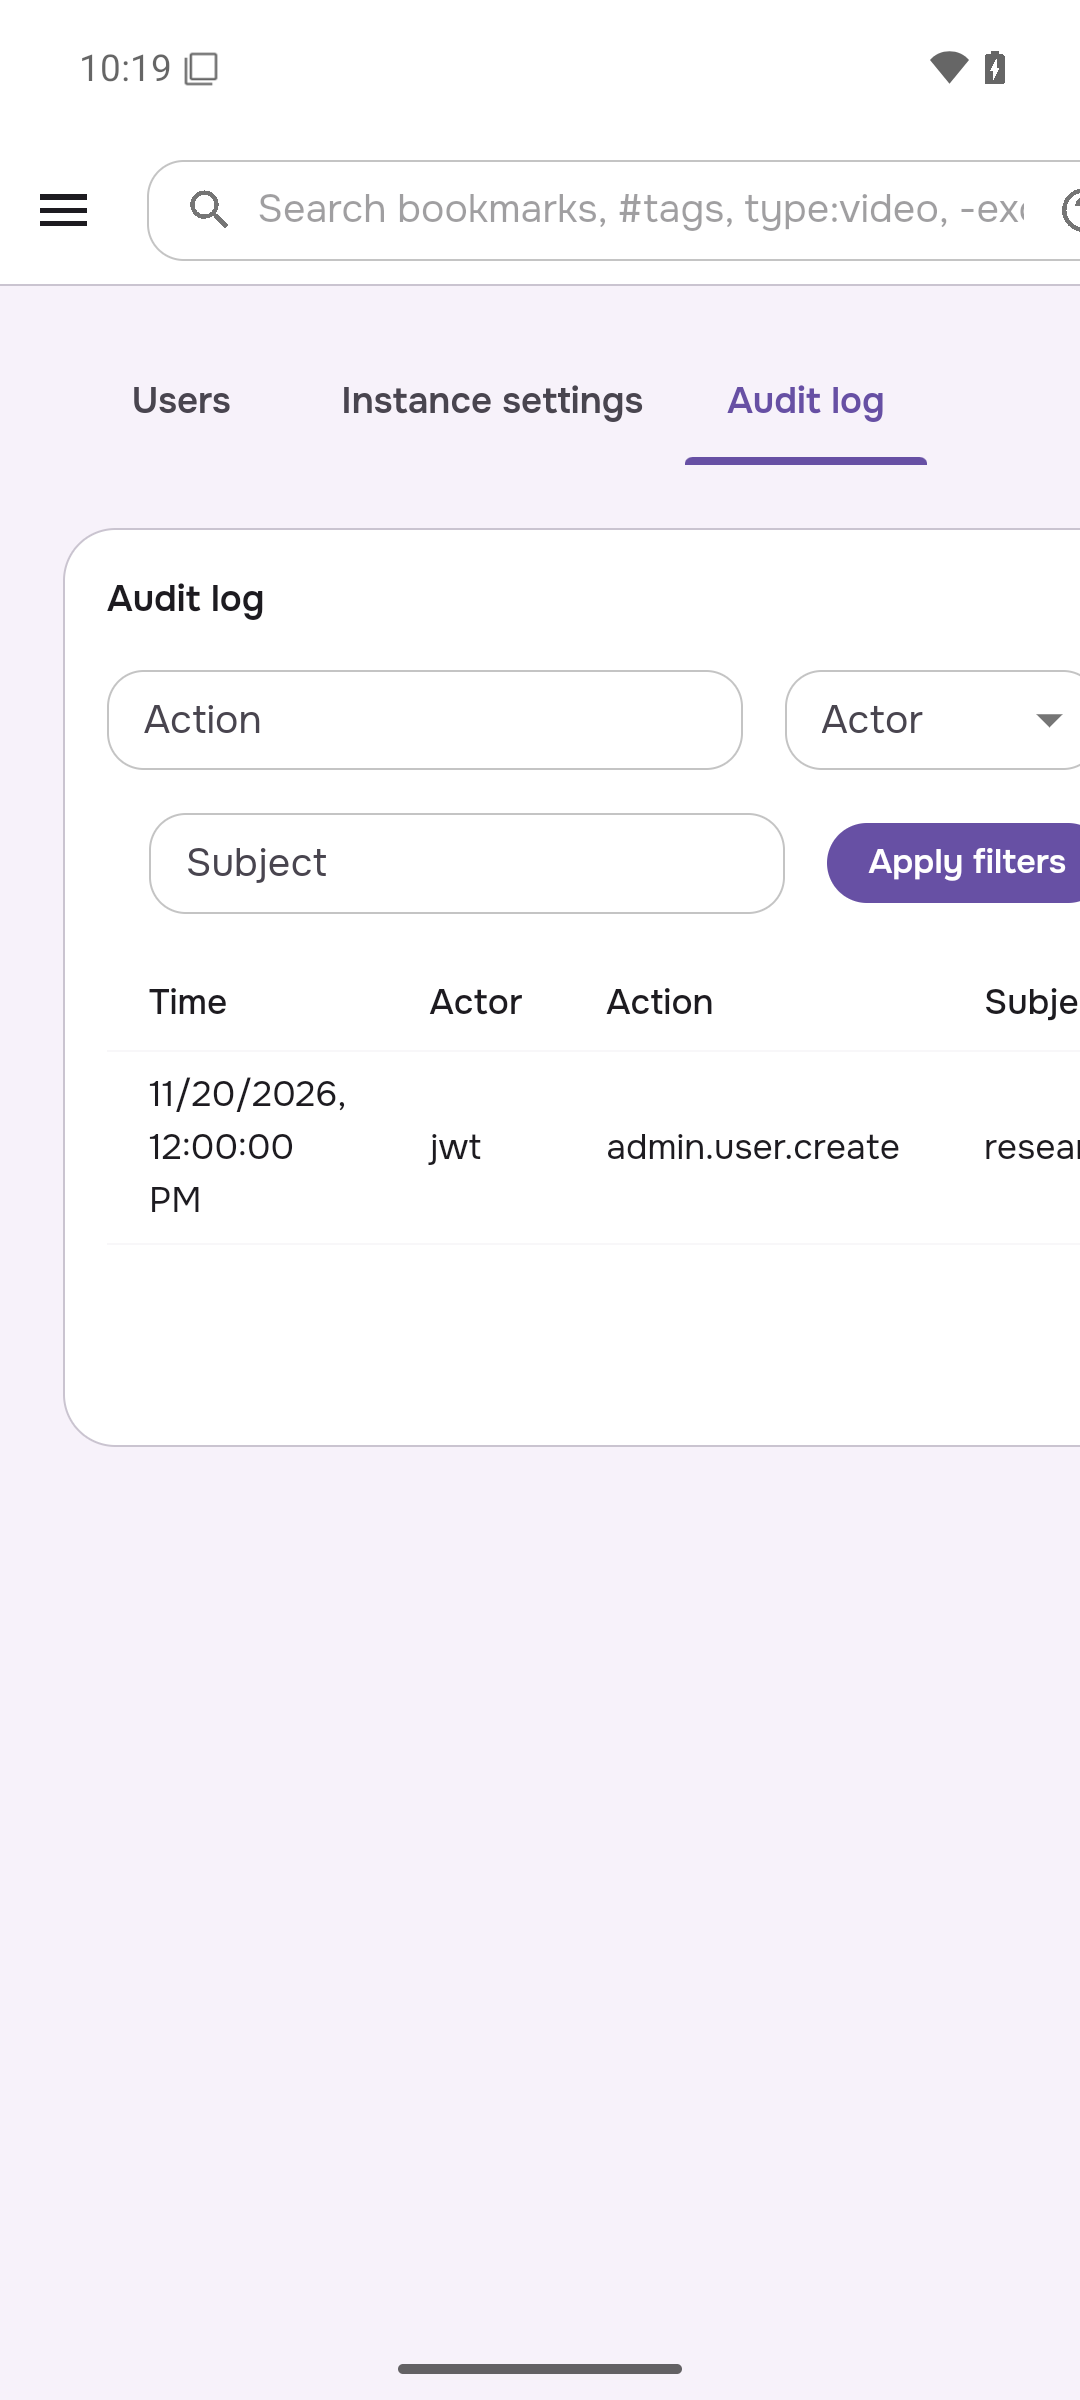 10:19
Search bookmarks, #tags, type:video,
Users Instance settings Audit log
Audit log
Action Actor
Subject Apply filters
Time Actor Action
11/20/2026,
12:00:00
PM
jwt admin.user.create